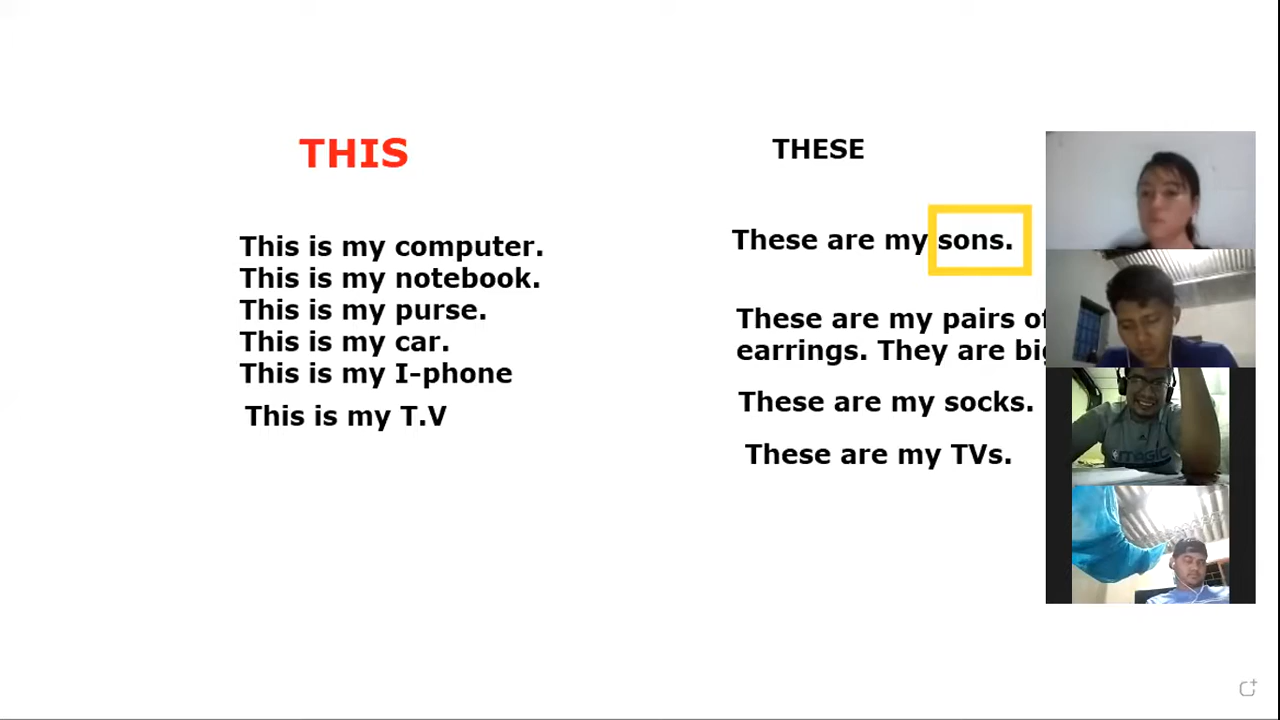 THIS
This is my computer.
This is my notebook.
This is my purse.
This is my car.
This is my I-phone
This is my T.V
THESE
These are my sons.
These are my pairs of
earrings. They are
These are my socks.
These are my TVs.
MAGIC